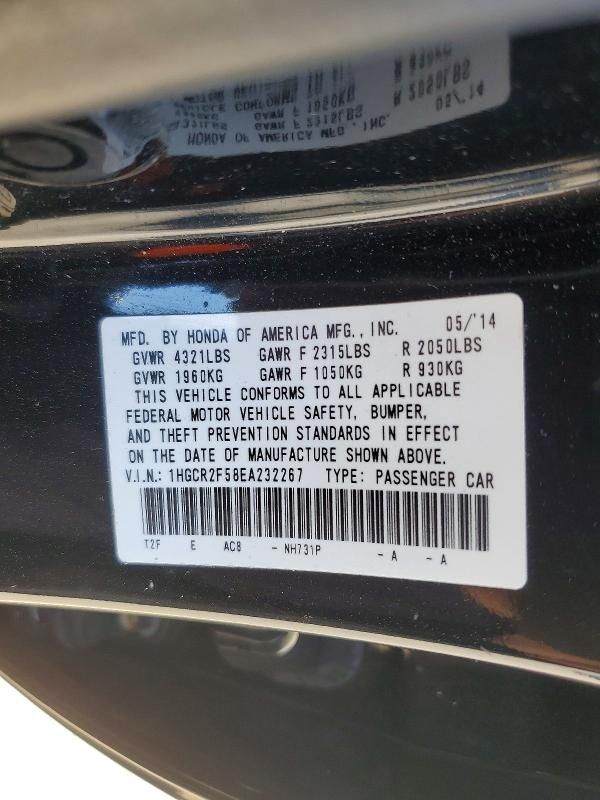 MFD. BY HONDA OF AMERICA MFG., INC. 05/'14
GVWR 4321LBS GAWR F 2315LBS R 2050LBS
GVWR 1960KG GAWR F 1050KG R 930KG
THIS VEHICLE CONFORMS TO ALL APPLICABLE
FEDERAL MOTOR VEHICLE SAFETY, BUMPER,
AND THEFT PREVENTION STANDARDS IN EFFECT
ON THE DATE OF MANUFACTURE SHOWN ABOVE.
V.I.N.: 1HGCR2F58EA232267 TYPE: PASSENGER CAR
T2F E AC8 - NH731P - A - A